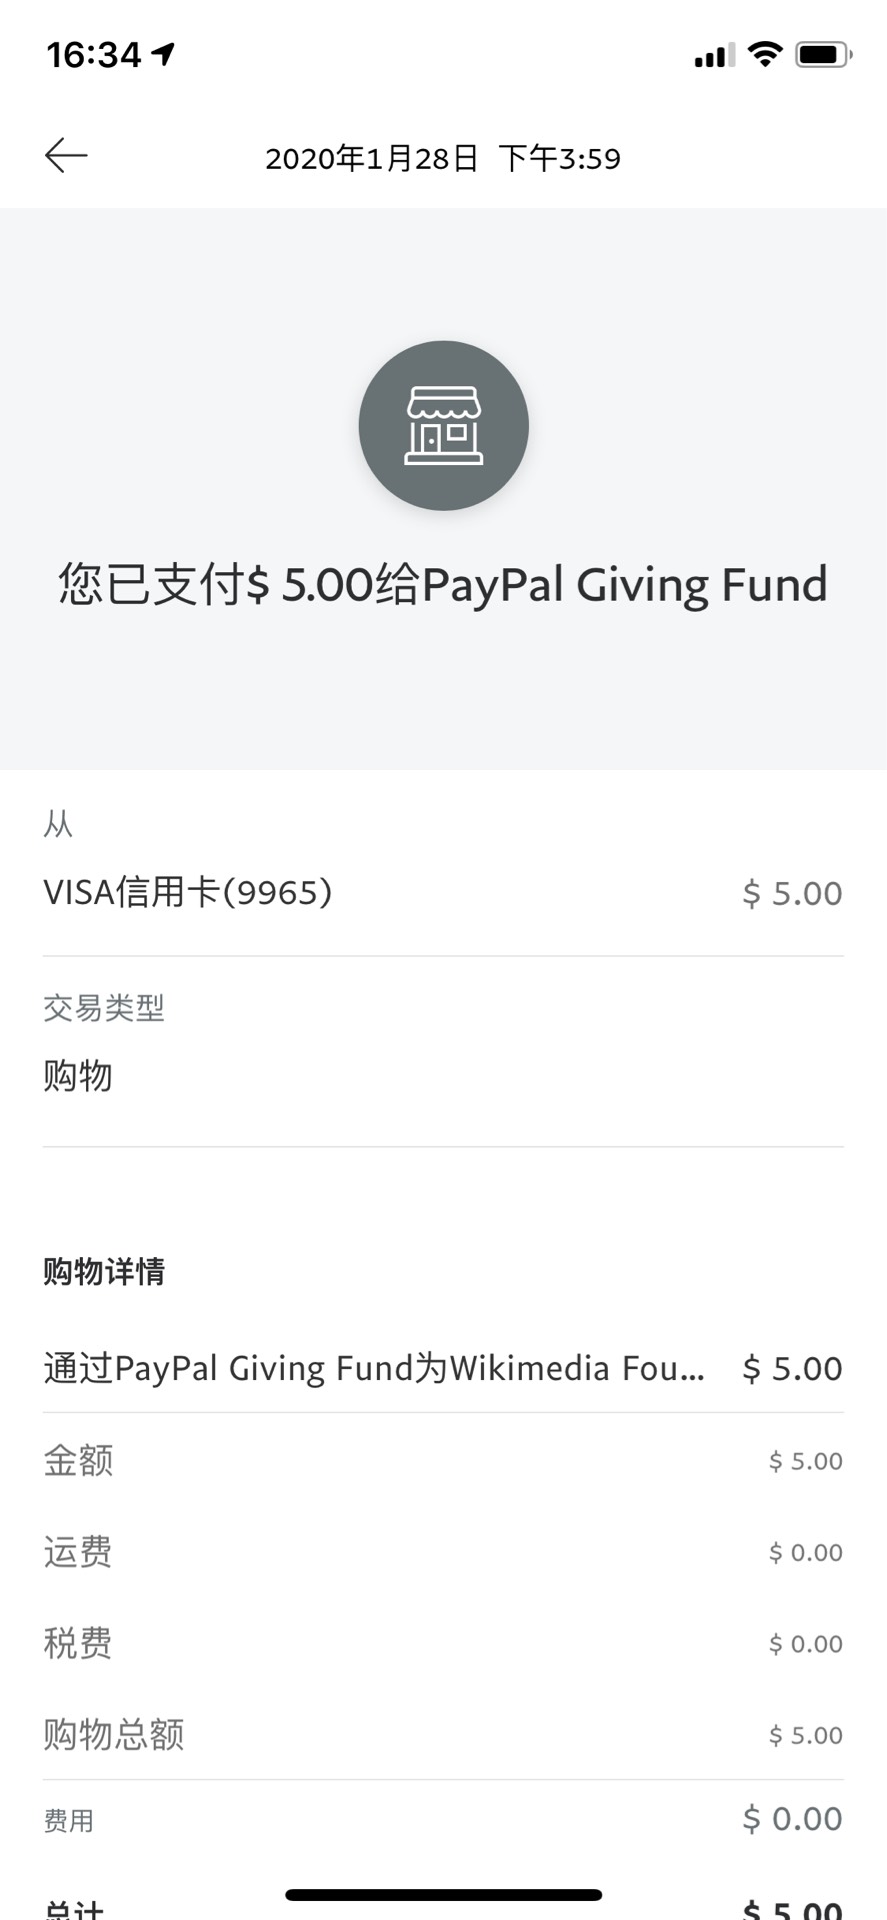 16:34
2020年1月28日 下午3:59
您已支付$ 5.00给PayPal Giving Fund
从
VISA信用卡(9965) $ 5.00
交易类型
购物
购物详情
通过PayPal Giving Fund为Wikimedia Fou... $ 5.00
金额 $ 5.00
运费 $ 0.00
税费 $ 0.00
购物总额 $ 5.00
费用 $ 0.00
总计 $ 5.00